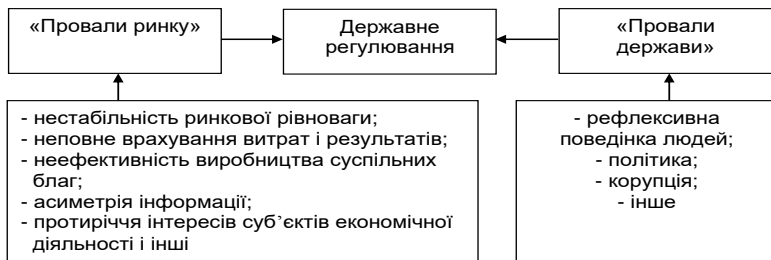 «Провали ринку»
Державне
регулювання
«Провали
держави»
- нестабільність ринкової рівноваги;
- неповне врахування витрат і результатів;
- неефективність виробництва суспільних
благ;
- асиметрія інформації;
- протиріччя інтересів суб’єктів економічної
діяльності і інші
- рефлексивна
поведінка людей;
- політика;
- корупція;
- інше